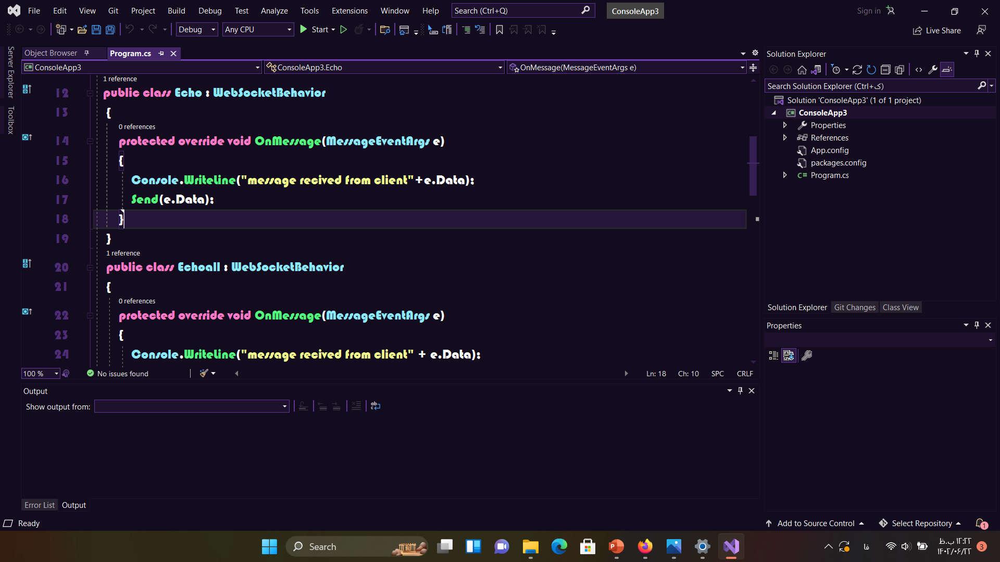 File Edit View Git Project Build Debug Test Analyze Tools Extensions Window Help Search (Ctrl+Q) ConsoleApp3 Sign in
Debug Any CPU Start Live Share
Server Explorer
Toolbox
Object Browser Program.cs
ConsoleApp3 ConsoleApp3.Echo OnMessage(MessageEventArgs e)
1 reference
12 public class Echo : WebSocketBehavior
13 {
0 references
14 protected override void OnMessage(MessageEventArgs e)
15 {
16 Console.WriteLine("message recived from client"+e.Data);
17 Send(e.Data);
18 }
19 }
1 reference
20 public class Echoall : WebSocketBehavior
21 {
0 references
22 protected override void OnMessage(MessageEventArgs e)
23 {
24 Console.WriteLine("message recived from client" + e.Data);
100 % No issues found Ln: 18 Ch: 10 SPC CRLF
Output
Show output from:
Error List Output
Solution Explorer
Search Solution Explorer (Ctrl+ک)
Solution 'ConsoleApp3' (1 of 1 project)
ConsoleApp3
Properties
References
App.config
packages.config
C# Program.cs
Solution Explorer Git Changes Class View
Properties
Ready Add to Source Control Select Repository 1
Search
فا
۱۲:۲۲ ب.ظ
۱۴۰۲/۰۶/۲۲
3